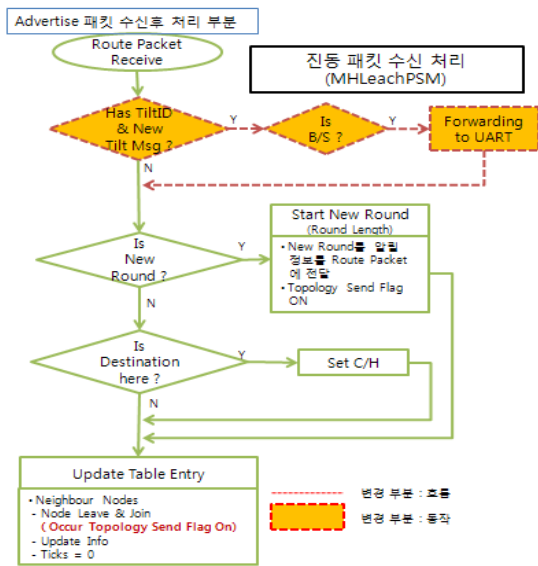 Advertise 패킷 수신후 처리 부분
Route Packet
Receive
진동 패킷 수신 처리
(MHLeachPSM)
Has TiltID
& New
Tilt Msg ?
Y
Is
B/S ?
Y
Forwarding
to UART
N
Is
New
Round ?
Y
Start New Round
(Round Length)
• New Round를 알릴
정보를 Route Packet
에 전달
• Topology Send Flag
ON
N
Is
Destination
here ?
Y
Set C/H
N
Update Table Entry
• Neighbour Nodes
- Node Leave & Join
( Occur Topology Send Flag On)
- Update Info
- Ticks = 0
변경 부분 : 흐름
변경 부분 : 동작